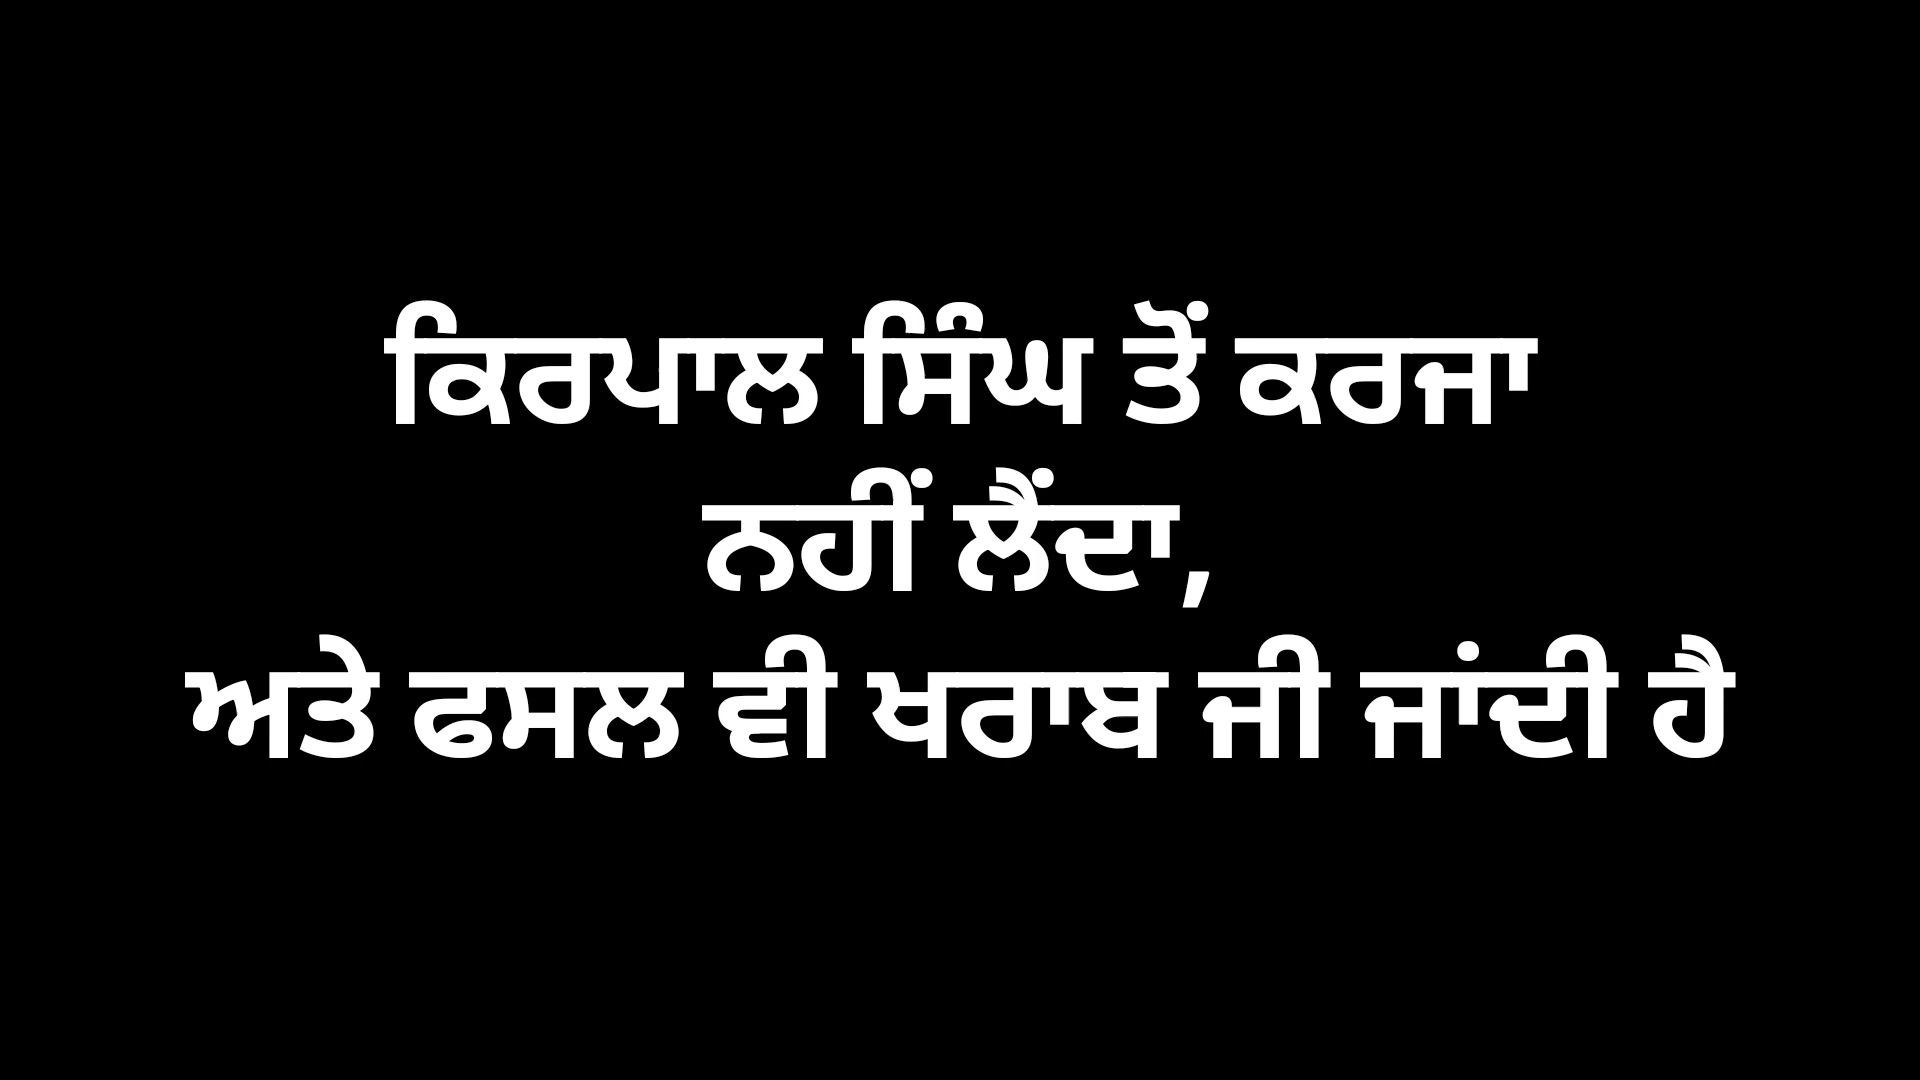 ਕਿਰਪਾਲ ਸਿੰਘ ਤੋਂ ਕਰਜਾ
ਨਹੀਂ ਲੈਂਦਾ,
ਅਤੇ ਫਸਲ ਵੀ ਖਰਾਬ ਜੀ ਜਾਂਦੀ ਹੈ